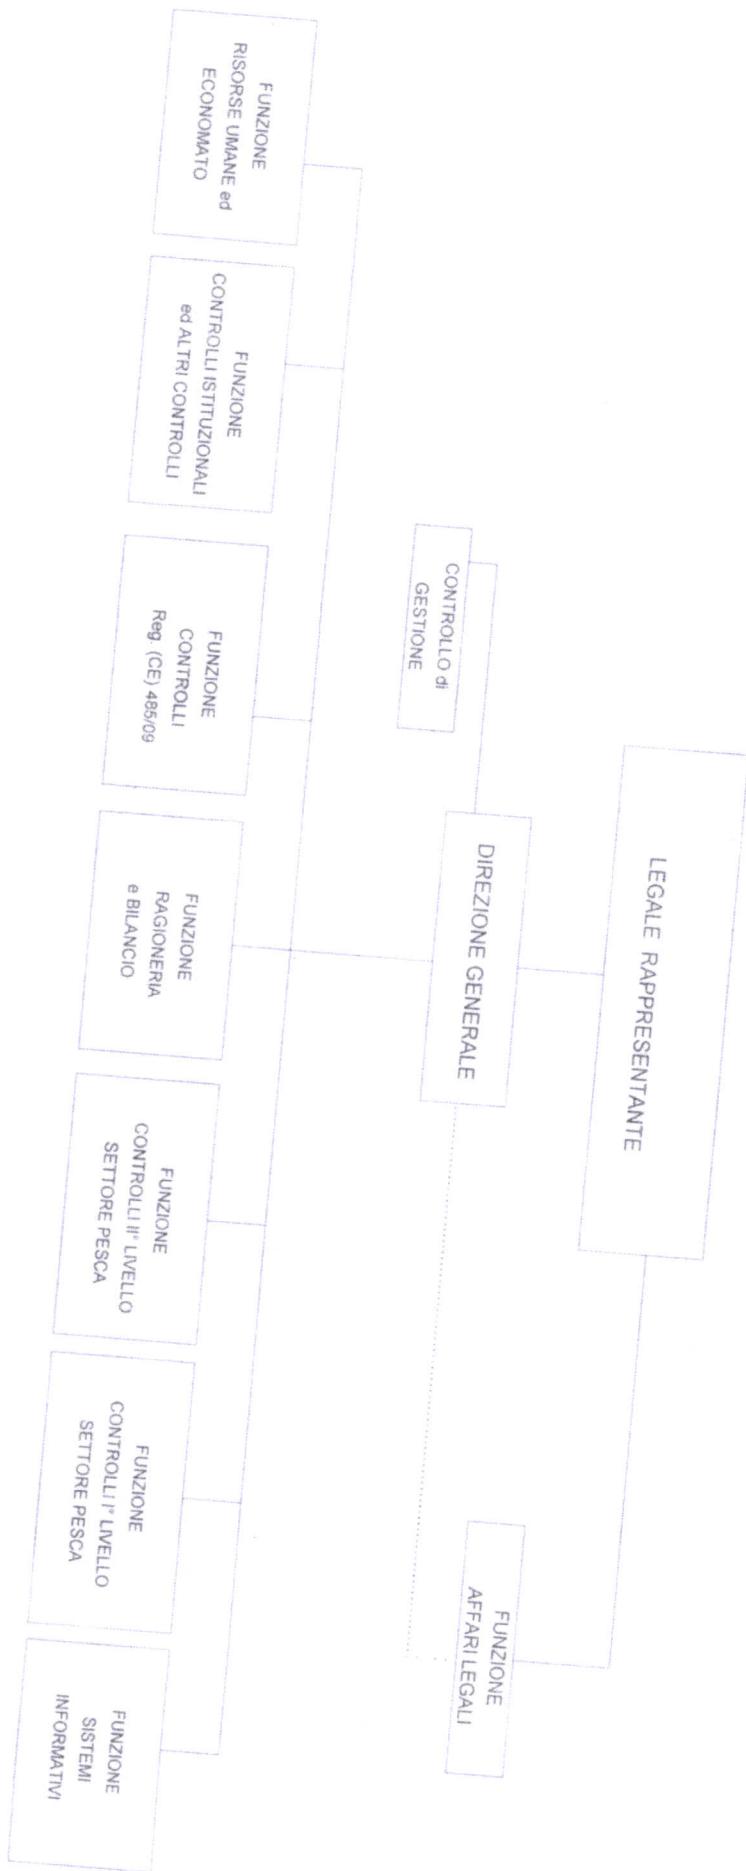 LEGALE RAPPRESENTANTE
DIREZIONE GENERALE
CONTROLLO di
GESTIONE
FUNZIONE
AFFARI LEGALI
FUNZIONE
RISORSE UMANE ed
ECONOMATO
FUNZIONE
CONTROLLI ISTITUZIONALI
ed ALTRI CONTROLLI
FUNZIONE
CONTROLLI
Reg. (CE) 485/09
FUNZIONE
RAGIONERIA
e BILANCIO
FUNZIONE
CONTROLLI II° LIVELLO
SETTORE PESCA
FUNZIONE
CONTROLLI I° LIVELLO
SETTORE PESCA
FUNZIONE
SISTEMI
INFORMATIVI